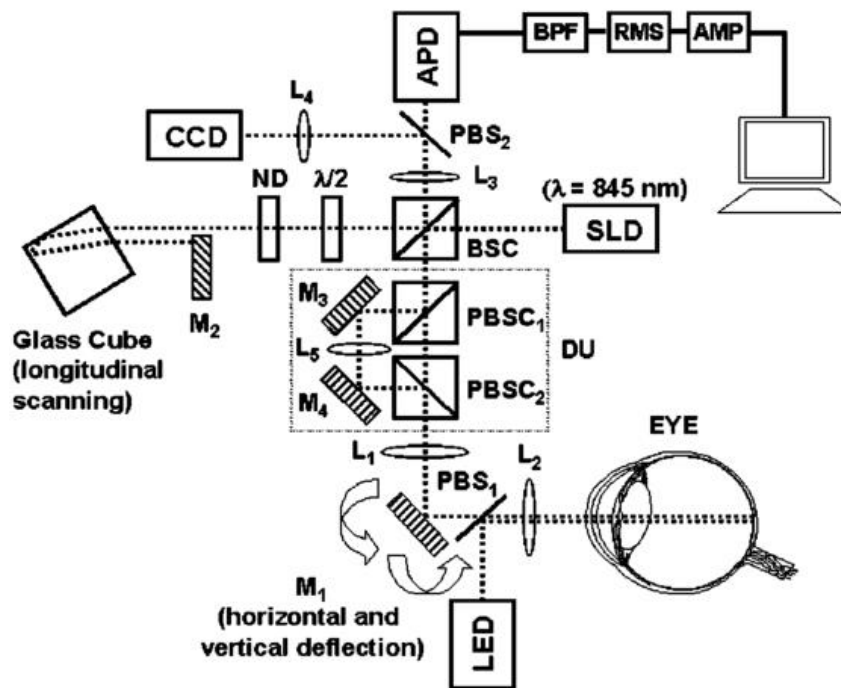 APD
BPF
RMS
AMP
L₄
CCD
PBS₂
L₃
ND
λ/2
(λ = 845 nm)
SLD
BSC
M₂
M₃
PBSC₁
Glass Cube
(longitudinal
scanning)
L₅
DU
M₄
PBSC₂
EYE
L₁
L₂
PBS₁
M₁
(horizontal and
vertical deflection)
LED